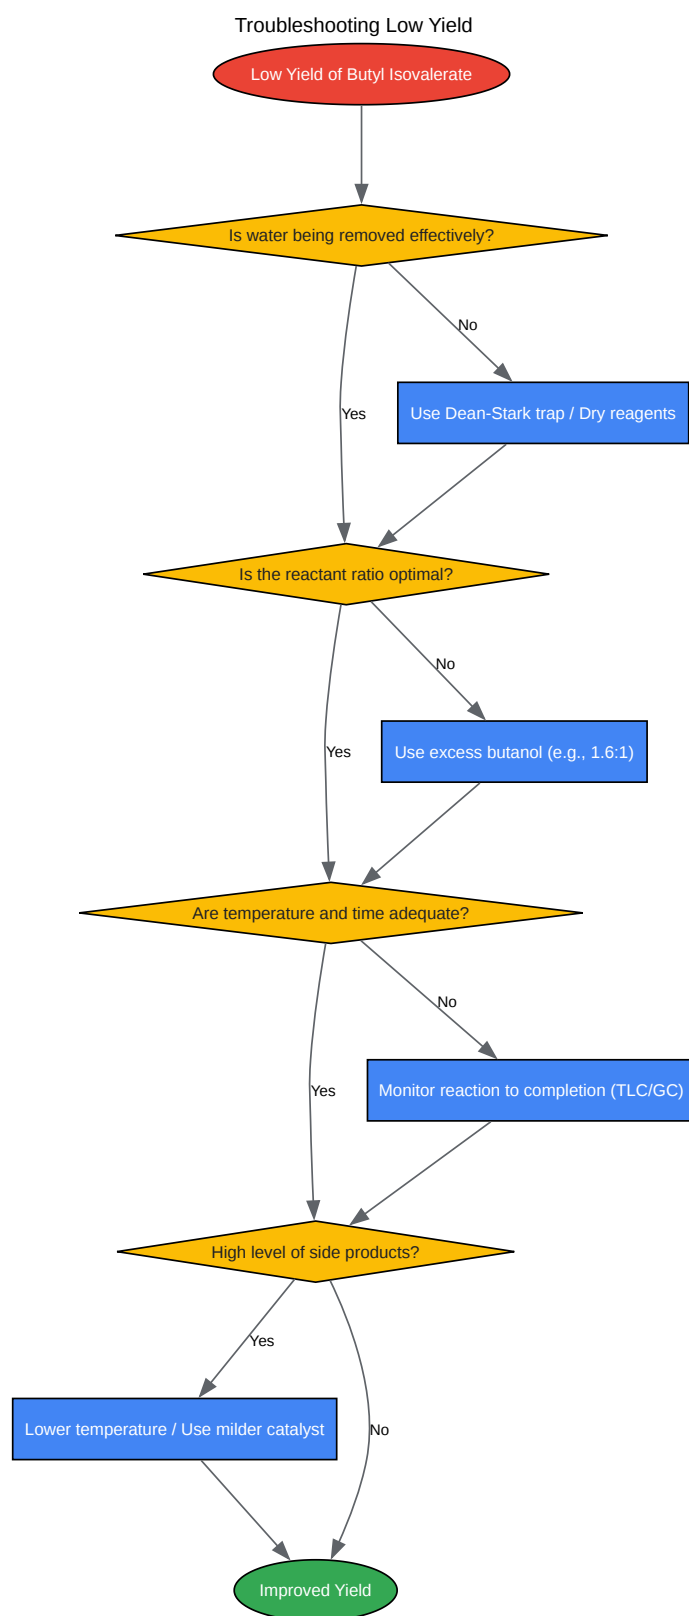 Troubleshooting Low Yield
Low Yield of Butyl Isovalerate
Is water being removed effectively?
No
Yes
Use Dean-Stark trap / Dry reagents
Is the reactant ratio optimal?
No
Yes
Use excess butanol (e.g., 1.6:1)
Are temperature and time adequate?
No
Yes
Monitor reaction to completion (TLC/GC)
High level of side products?
Yes
Lower temperature / Use milder catalyst
No
Improved Yield